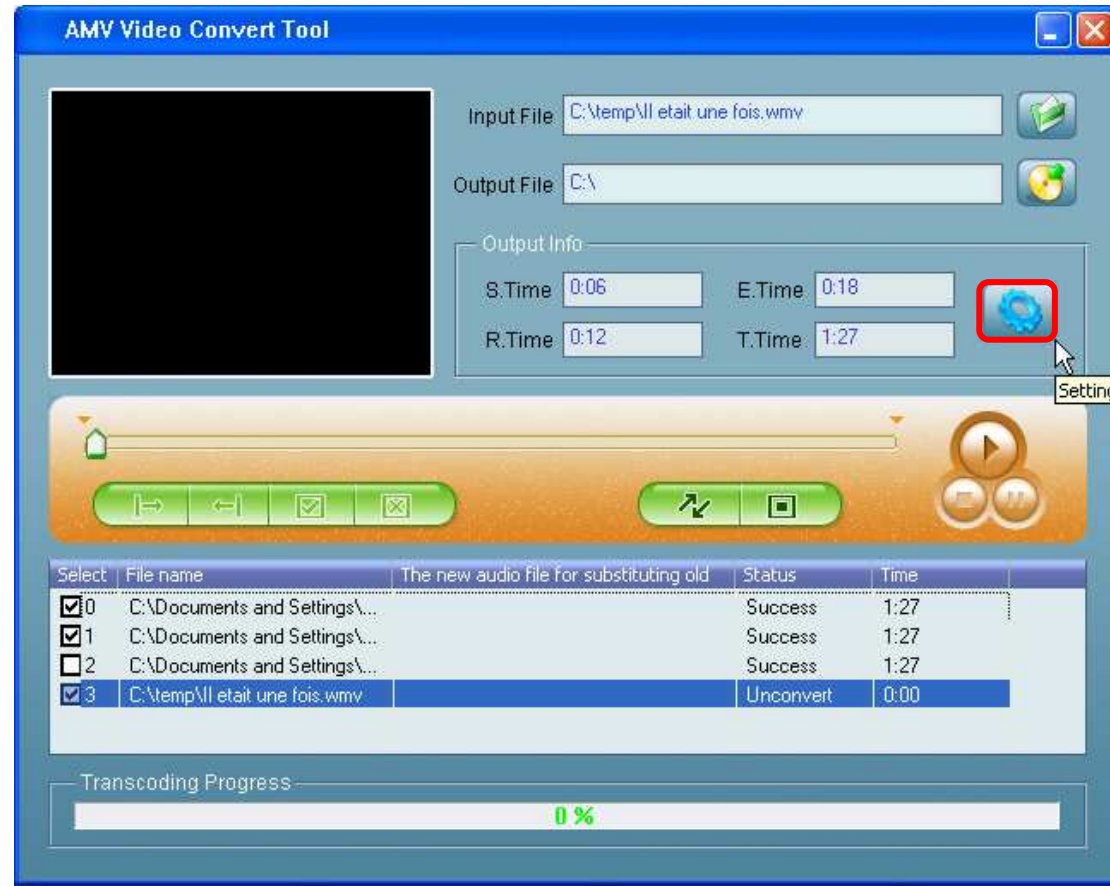 AMV Video Convert Tool
Input File C:\temp\Il etait une fois.wmv
Output File C:\
Output Info
S.Time 0:06 E.Time 0:18
R.Time 0:12 T.Time 1:27
Settin
Select File name The new audio file for substituting old Status Time
0 C:\Documents and Settings\... Success 1:27
1 C:\Documents and Settings\... Success 1:27
2 C:\Documents and Settings\... Success 1:27
3 C:\temp\Il etait une fois.wmv Unconvert 0:00
Transcoding Progress
0 %